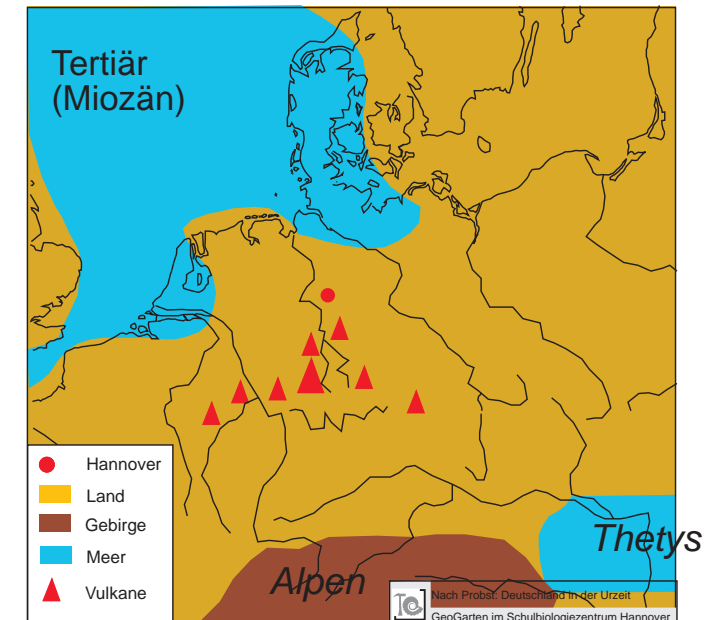 Tertiär
(Miozän)
Hannover
Land
Gebirge
Meer
Vulkane
Thetys
Alpen
Nach Probst: Deutschland in der Urzeit
GeoGarten im Schulbiologiezentrum Hannover